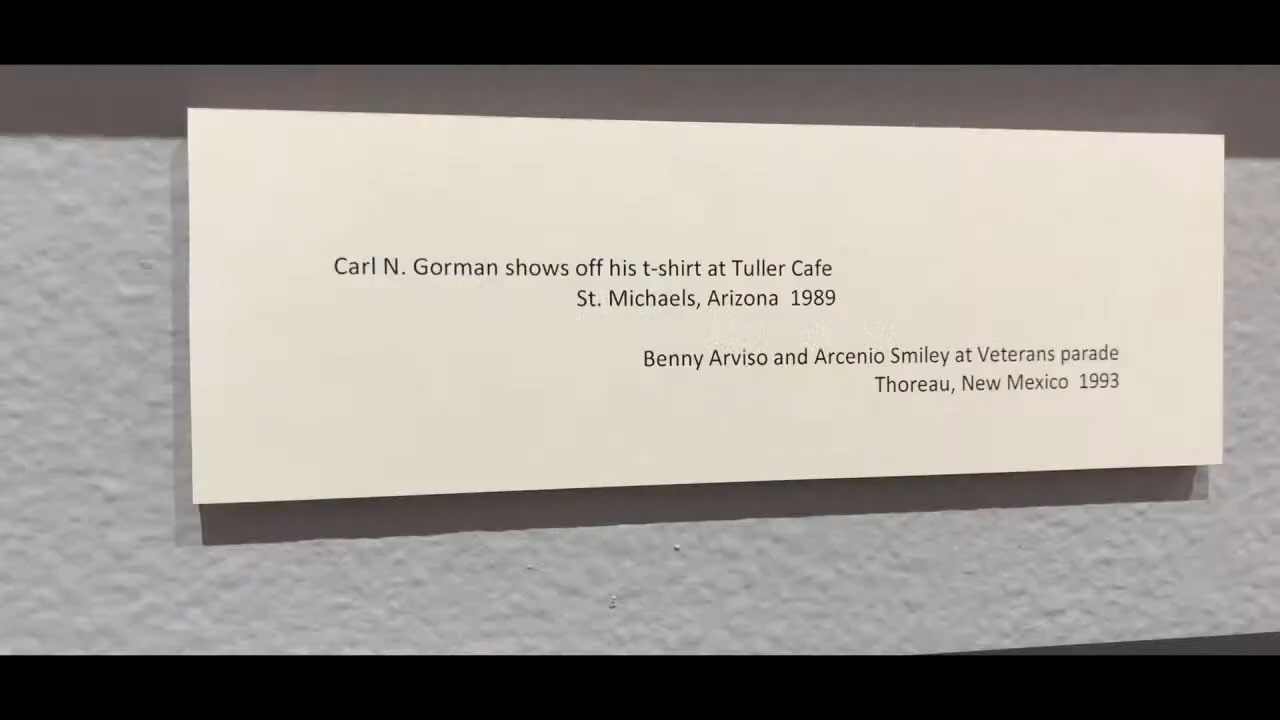 Carl N. Gorman shows off his t-shirt at Tuller Cafe
St. Michaels, Arizona 1989
Benny Arviso and Arcenio Smiley at Veterans parade
Thoreau, New Mexico 1993